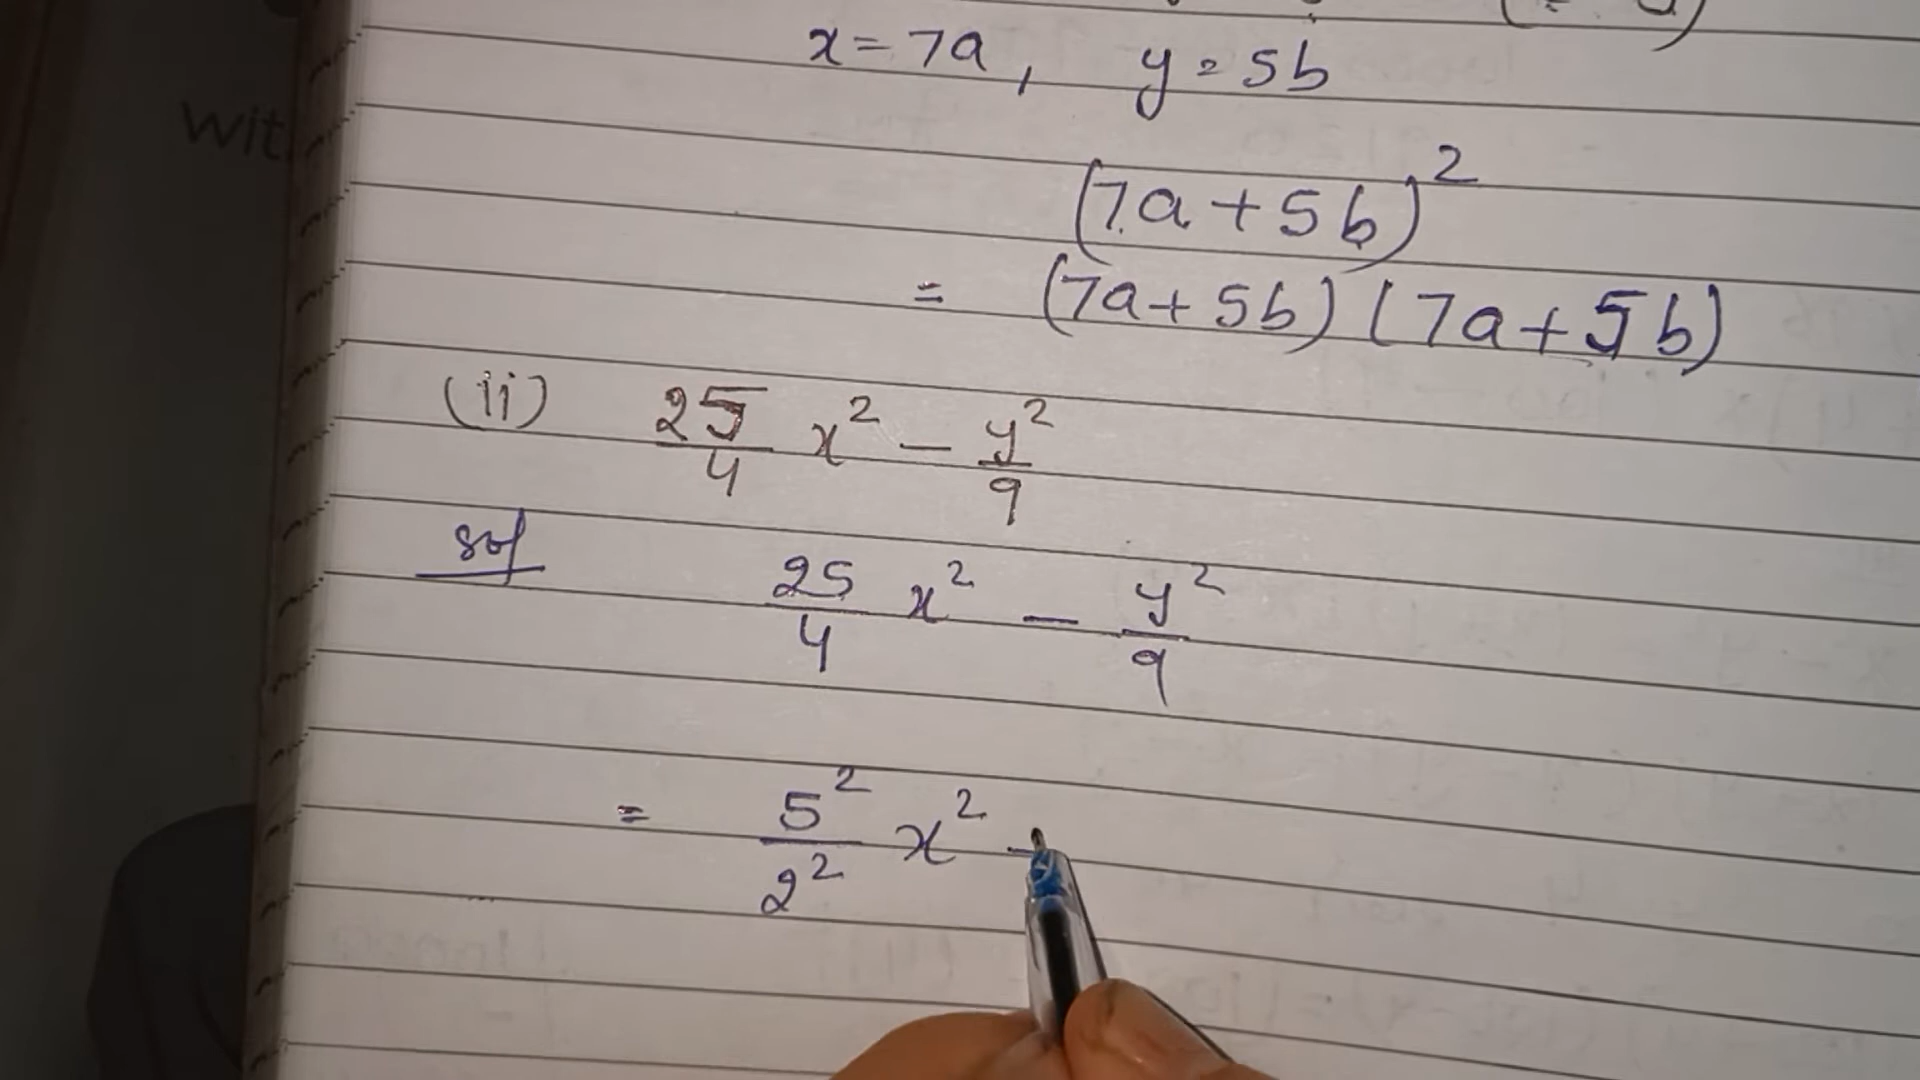 x = 7a, y = 5b
(7a + 5b)²
= (7a + 5b) (7a + 5b)
(ii) 25/4 x² − y²/9
sol 25/4 x² − y²/9
= 5²/2² x² −
wit